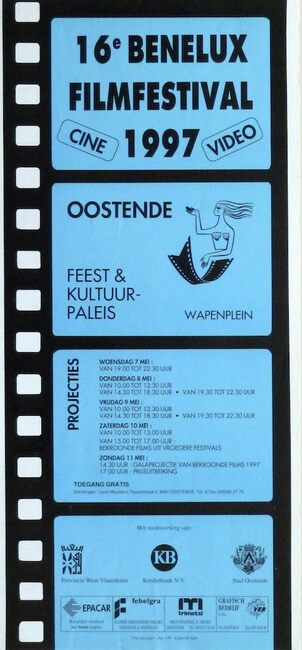 16e BENELUX
FILMFESTIVAL
CINE 1997 VIDEO
OOSTENDE
FEEST &
KULTUUR-
PALEIS
WAPENPLEIN
PROJECTIES
WOENSDAG 7 MEI :
VAN 19.00 TOT 22.30 UUR
DONDERDAG 8 MEI :
VAN 10.00 TOT 12.30 UUR
VAN 14.30 TOT 18.30 UUR • VAN 19.30 TOT 22.30 UUR
VRIJDAG 9 MEI :
VAN 10.00 TOT 12.30 UUR
VAN 14.30 TOT 18.30 UUR • VAN 19.30 TOT 22.30 UUR
ZATERDAG 10 MEI :
VAN 10.00 TOT 13.00 UUR
VAN 15.00 TOT 17.00 UUR :
BEKROONDE FILMS UIT VROEGERE FESTIVALS
ZONDAG 11 MEI :
14.30 UUR : GALAPROJECTIE VAN BEKROONDE FILMS 1997
17.00 UUR : PRIJSUITREIKING
TOEGANG GRATIS
Inlichtingen : OOSTENDE, Tel. & Fax
Met medewerking van:
KB
Provincie West-Vlaanderen Kredietbank N.V. Stad Oostende
EPACAR
febelgra
trimetal
GRAFISCH
BEDRIJF